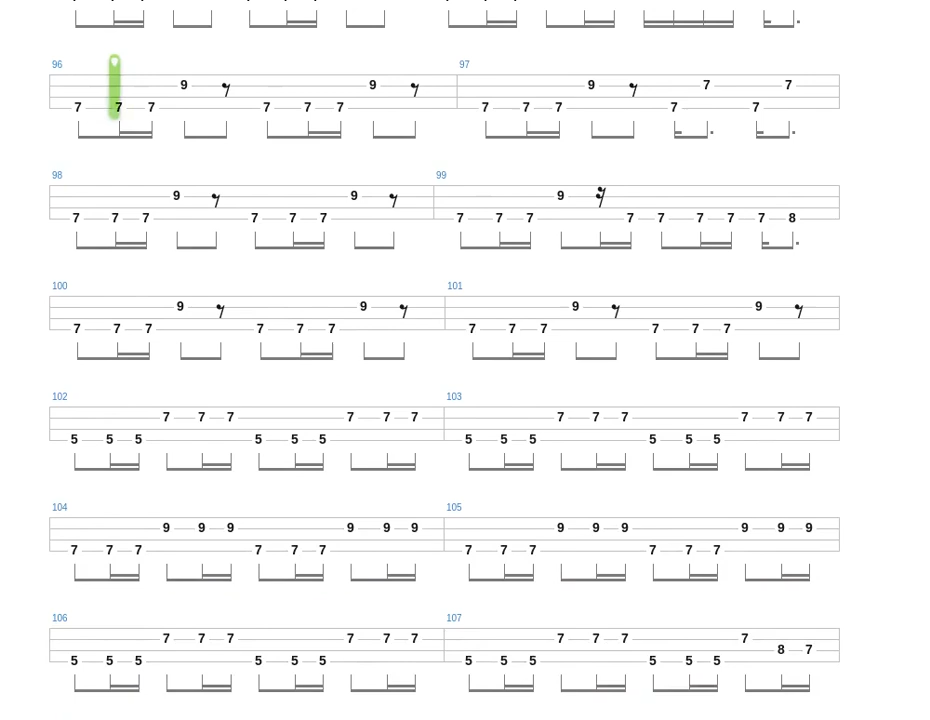 96 97
9 9 9 7 7
7 7 7 7 7 7 7 7 7 7 7
98 99
9 9 9
7 7 7 7 7 7 7 7 7 7 7 7 7 7 8
100 101
9 9 9 9
7 7 7 7 7 7 7 7 7 7 7 7
102 103
7 7 7 7 7 7 7 7 7 7 7 7
5 5 5 5 5 5 5 5 5 5 5 5
104 105
9 9 9 9 9 9 9 9 9 9 9 9
7 7 7 7 7 7 7 7 7 7 7 7
106 107
7 7 7 7 7 7 7 7 7 7
8 7
5 5 5 5 5 5 5 5 5 5 5 5